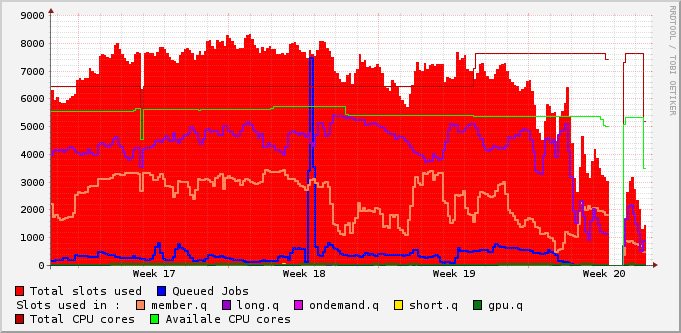 9000
8000
7000
6000
5000
4000
3000
2000
1000
0
Week 17 Week 18 Week 19 Week 20
Total slots used Queued Jobs
Slots used in : member.q long.q ondemand.q short.q gpu.q
Total CPU cores Availale CPU cores
RRDTOOL / TOBI OETIKER